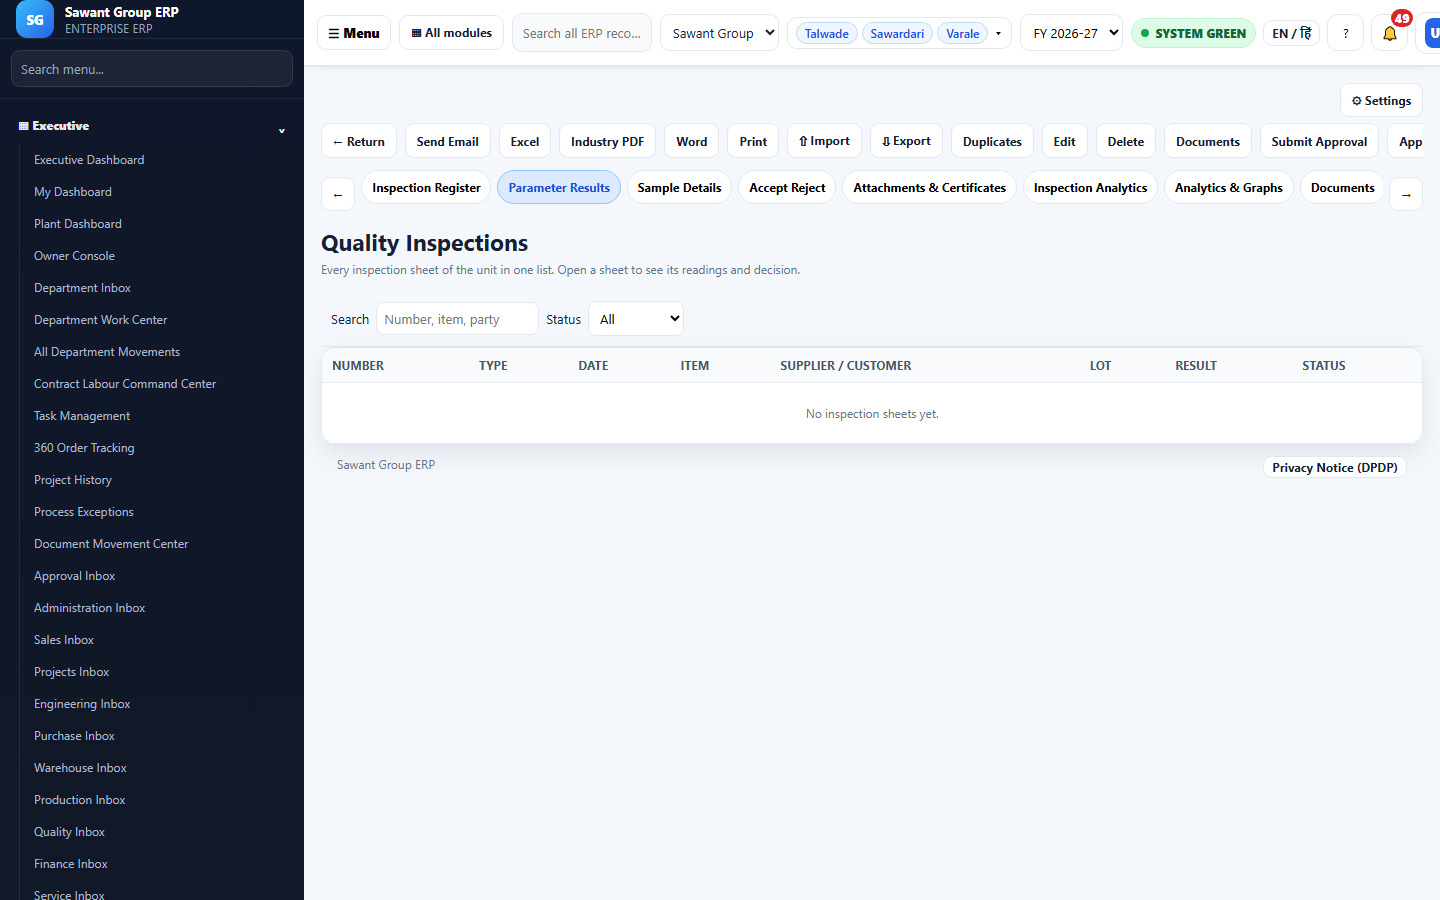 SG
Sawant Group ERP
ENTERPRISE ERP
Search menu...
Executive
Executive Dashboard
My Dashboard
Plant Dashboard
Owner Console
Department Inbox
Department Work Center
All Department Movements
Contract Labour Command Center
Task Management
360 Order Tracking
Project History
Process Exceptions
Document Movement Center
Approval Inbox
Administration Inbox
Sales Inbox
Projects Inbox
Engineering Inbox
Purchase Inbox
Warehouse Inbox
Production Inbox
Quality Inbox
Finance Inbox
Service Inbox
☰ Menu All modules Search all ERP reco... Sawant Group Talwade Sawardari Varale FY 2026-27 SYSTEM GREEN EN / हिं ? 49 U
Settings
← Return Send Email Excel Industry PDF Word Print ⇧ Import ⇩ Export Duplicates Edit Delete Documents Submit Approval App
← Inspection Register Parameter Results Sample Details Accept Reject Attachments & Certificates Inspection Analytics Analytics & Graphs Documents →
Quality Inspections
Every inspection sheet of the unit in one list. Open a sheet to see its readings and decision.
Search Number, item, party Status All
NUMBER TYPE DATE ITEM SUPPLIER / CUSTOMER LOT RESULT STATUS
No inspection sheets yet.
Sawant Group ERP Privacy Notice (DPDP)